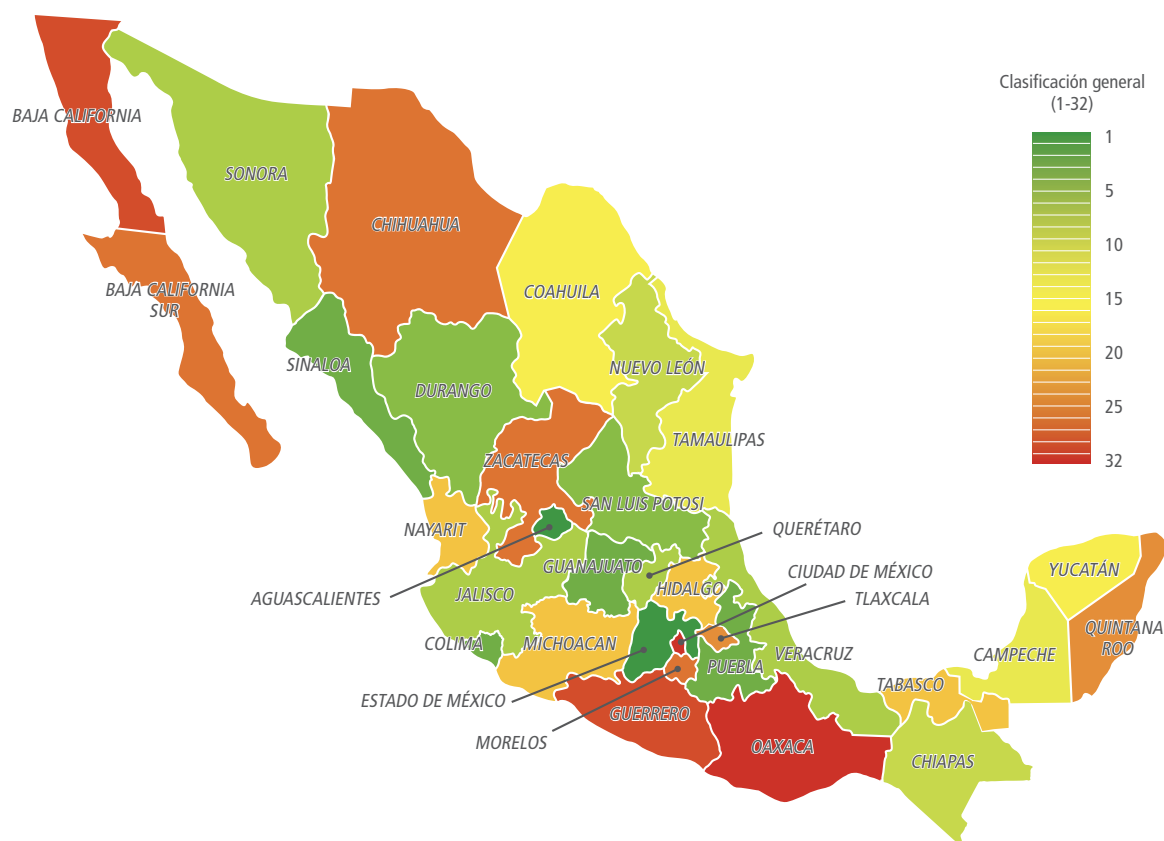 Clasificación general
(1-32)
1
5
10
15
20
25
32
BAJA CALIFORNIA
SONORA
CHIHUAHUA
BAJA CALIFORNIA
SUR
COAHUILA
SINALOA
DURANGO
NUEVO LEÓN
TAMAULIPAS
ZACATECAS
SAN LUIS POTOSI
NAYARIT
QUERÉTARO
GUANAJUATO
CIUDAD DE MÉXICO
YUCATÁN
HIDALGO
AGUASCALIENTES
JALISCO
TLAXCALA
QUINTANA
ROO
COLIMA
MICHOACAN
VERACRUZ
CAMPECHE
PUEBLA
TABASCO
ESTADO DE MÉXICO
GUERRERO
MORELOS
OAXACA
CHIAPAS